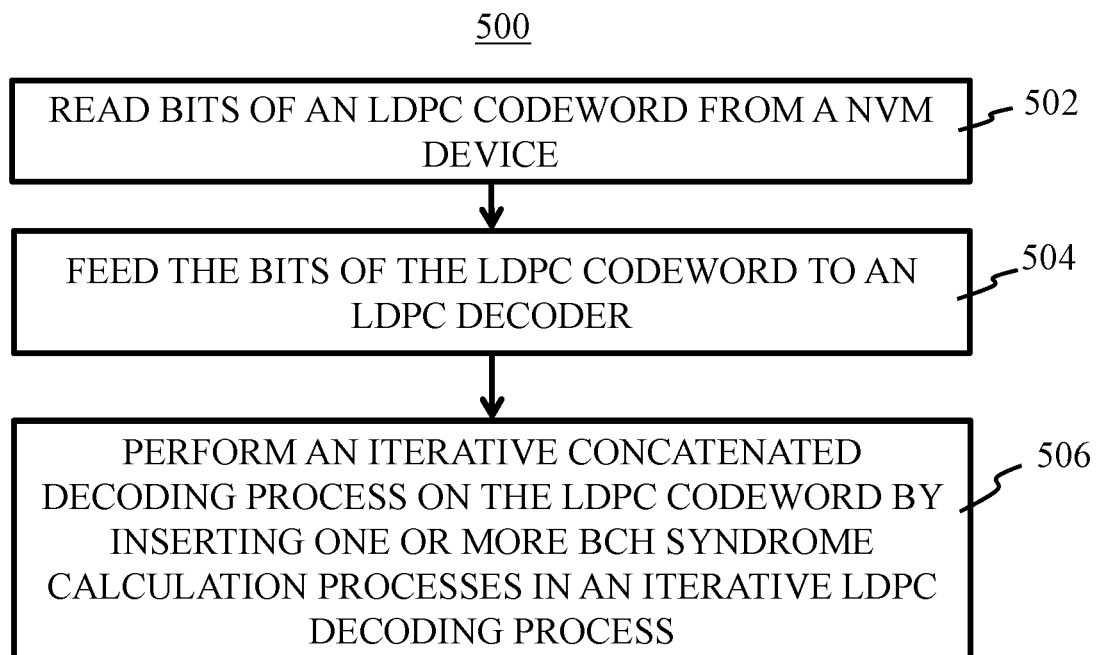 500
READ BITS OF AN LDPC CODEWORD FROM A NVM
DEVICE
502
FEED THE BITS OF THE LDPC CODEWORD TO AN
LDPC DECODER
504
PERFORM AN ITERATIVE CONCATENATED
DECODING PROCESS ON THE LDPC CODEWORD BY
INSERTING ONE OR MORE BCH SYNDROME
CALCULATION PROCESSES IN AN ITERATIVE LDPC
DECODING PROCESS
506